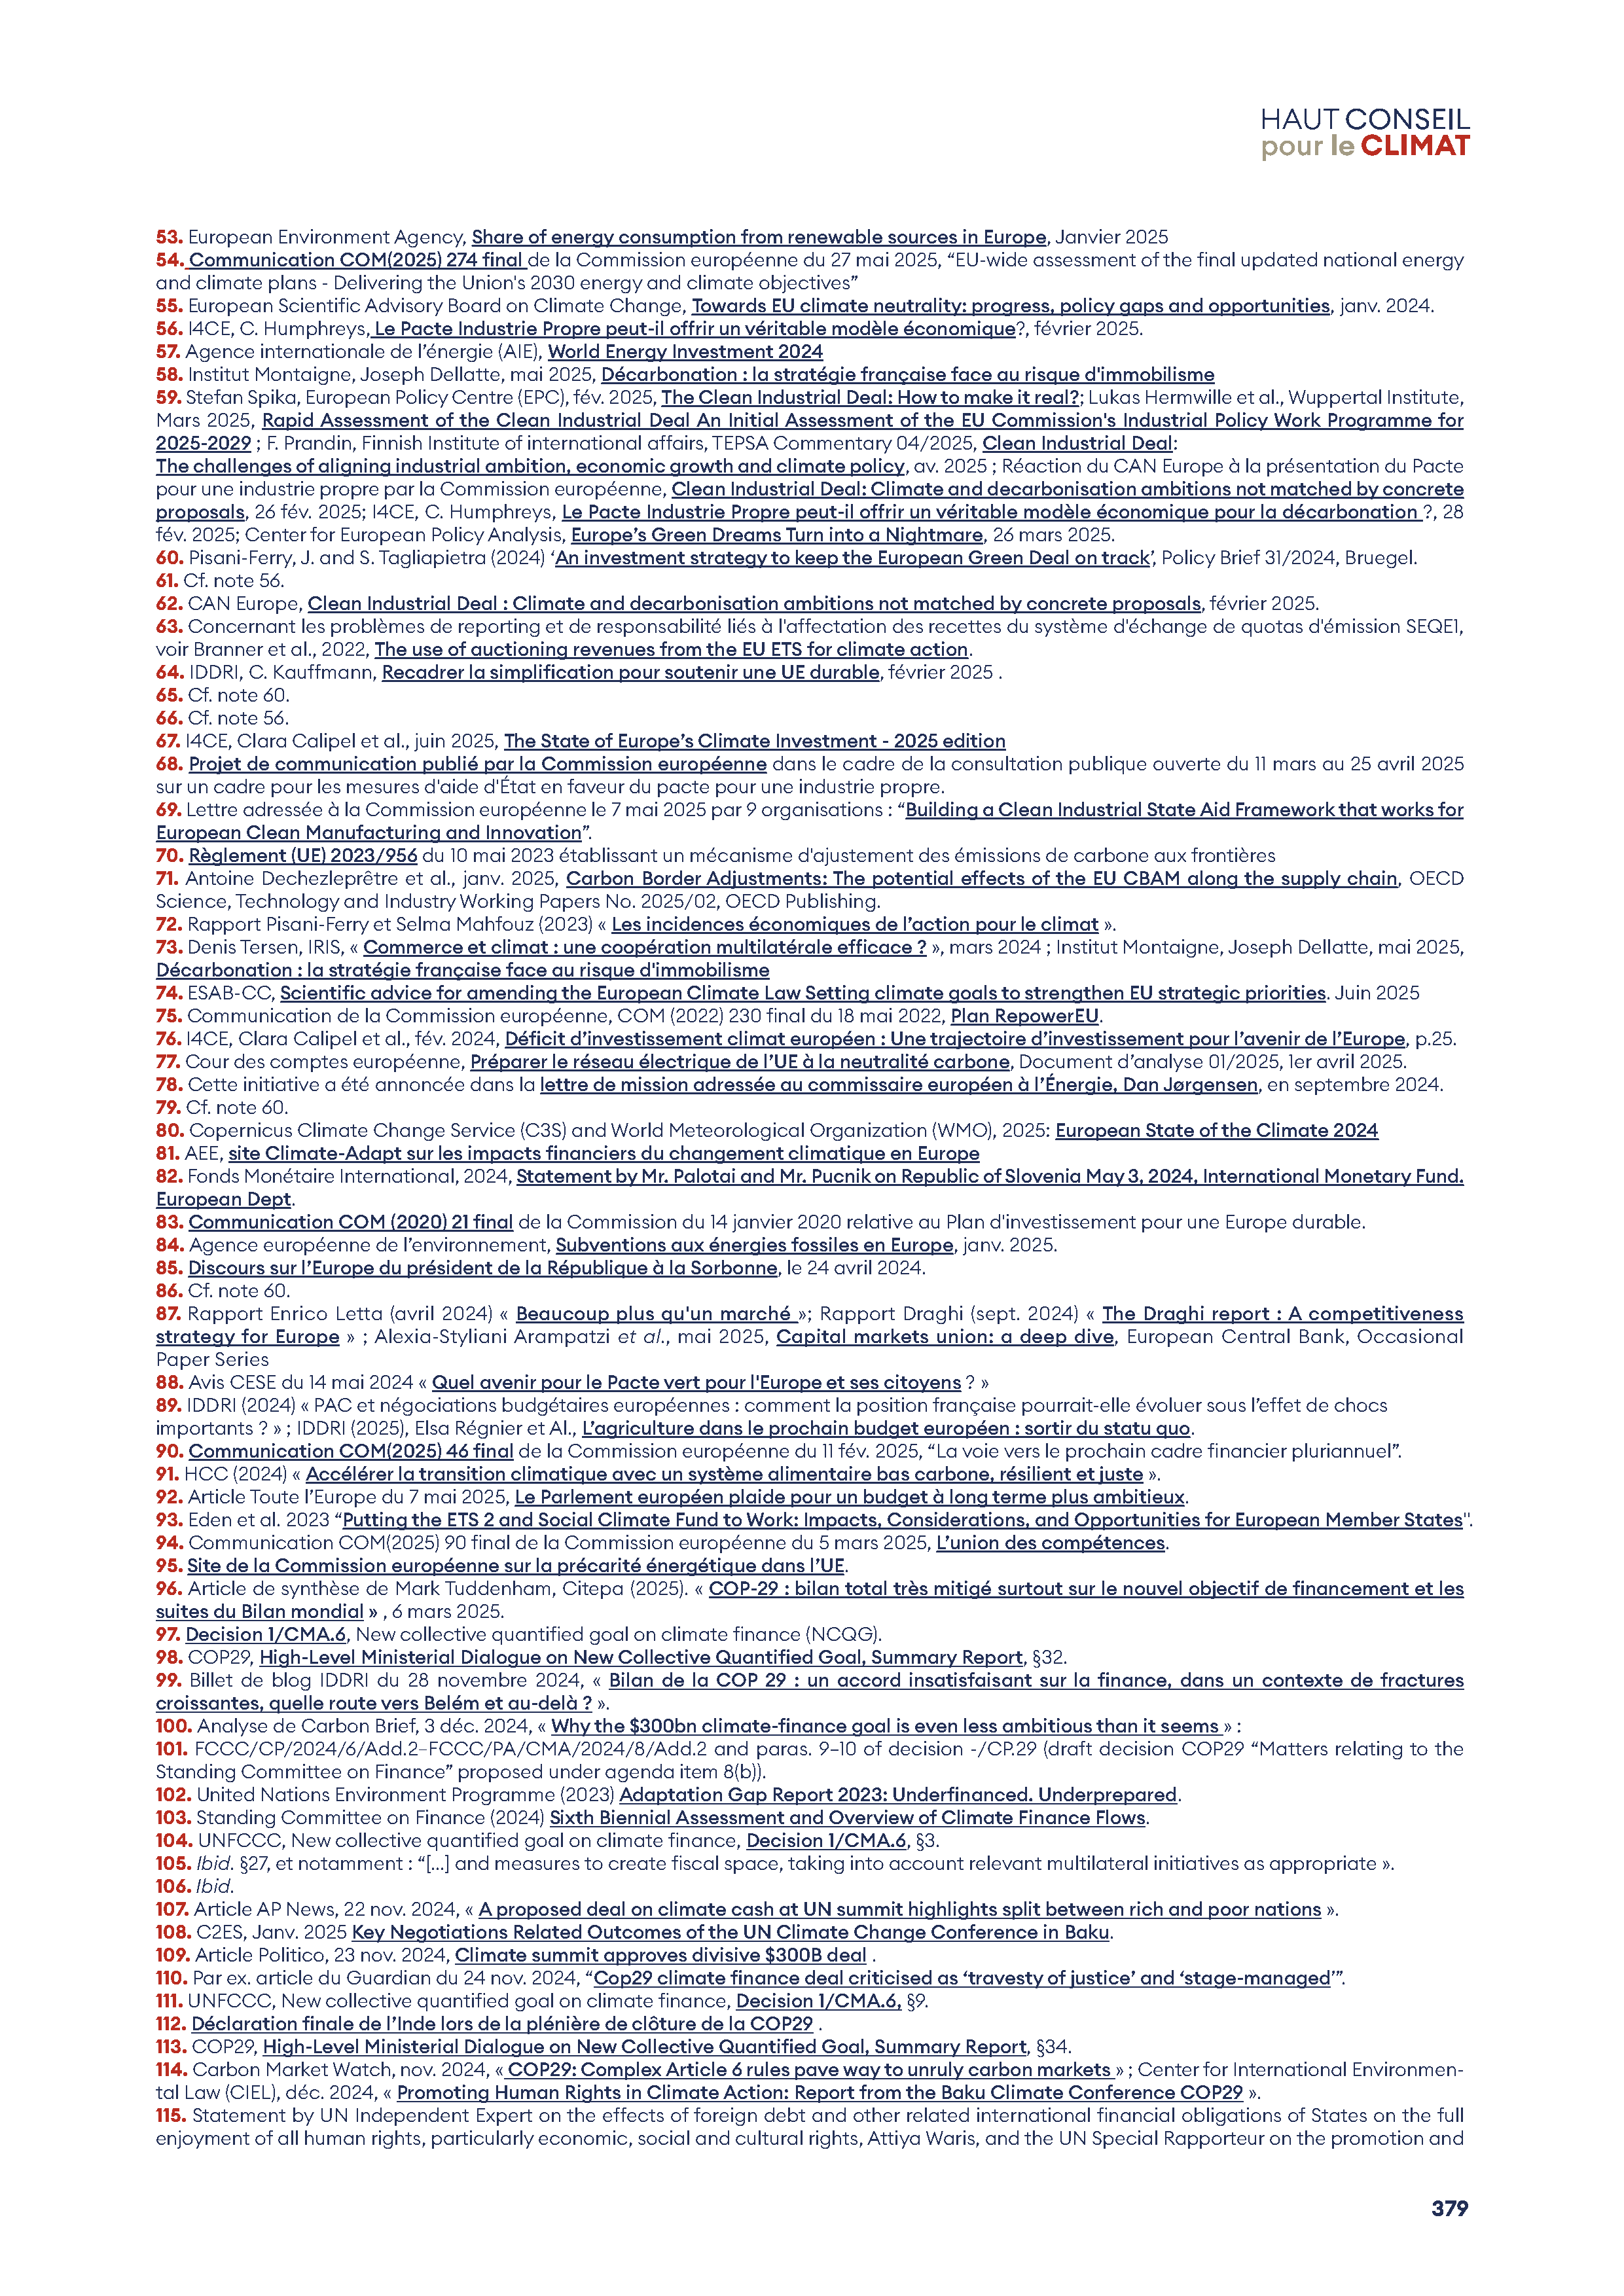 HAUT CONSEIL
pour le CLIMAT
53. European Environment Agency, Share of energy consumption from renewable sources in Europe, Janvier 2025
54. Communication COM(2025) 274 final de la Commission européenne du 27 mai 2025, “EU-wide assessment of the final updated national energy
and climate plans - Delivering the Union's 2030 energy and climate objectives”
55. European Scientific Advisory Board on Climate Change, Towards EU climate neutrality: progress, policy gaps and opportunities, janv. 2024.
56. I4CE, C. Humphreys, Le Pacte Industrie Propre peut-il offrir un véritable modèle économique?, février 2025.
57. Agence internationale de l’énergie (AIE), World Energy Investment 2024
58. Institut Montaigne, Joseph Dellatte, mai 2025, Décarbonation : la stratégie française face au risque d'immobilisme
59. Stefan Spika, European Policy Centre (EPC), fév. 2025, The Clean Industrial Deal: How to make it real?; Lukas Hermwille et al., Wuppertal Institute,
Mars 2025, Rapid Assessment of the Clean Industrial Deal An Initial Assessment of the EU Commission's Industrial Policy Work Programme for
2025-2029 ; F. Prandin, Finnish Institute of international affairs, TEPSA Commentary 04/2025, Clean Industrial Deal:
The challenges of aligning industrial ambition, economic growth and climate policy, av. 2025 ; Réaction du CAN Europe à la présentation du Pacte
pour une industrie propre par la Commission européenne, Clean Industrial Deal: Climate and decarbonisation ambitions not matched by concrete
proposals, 26 fév. 2025; I4CE, C. Humphreys, Le Pacte Industrie Propre peut-il offrir un véritable modèle économique pour la décarbonation ?, 28
fév. 2025; Center for European Policy Analysis, Europe’s Green Dreams Turn into a Nightmare, 26 mars 2025.
60. Pisani-Ferry, J. and S. Tagliapietra (2024) ‘An investment strategy to keep the European Green Deal on track’, Policy Brief 31/2024, Bruegel.
61. Cf. note 56.
62. CAN Europe, Clean Industrial Deal : Climate and decarbonisation ambitions not matched by concrete proposals, février 2025.
63. Concernant les problèmes de reporting et de responsabilité liés à l'affectation des recettes du système d'échange de quotas d'émission SEQE1,
voir Branner et al., 2022, The use of auctioning revenues from the EU ETS for climate action.
64. IDDRI, C. Kauffmann, Recadrer la simplification pour soutenir une UE durable, février 2025 .
65. Cf. note 60.
66. Cf. note 56.
67. I4CE, Clara Calipel et al., juin 2025, The State of Europe’s Climate Investment - 2025 edition
68. Projet de communication publié par la Commission européenne dans le cadre de la consultation publique ouverte du 11 mars au 25 avril 2025
sur un cadre pour les mesures d'aide d'État en faveur du pacte pour une industrie propre.
69. Lettre adressée à la Commission européenne le 7 mai 2025 par 9 organisations : “Building a Clean Industrial State Aid Framework that works for
European Clean Manufacturing and Innovation”.
70. Règlement (UE) 2023/956 du 10 mai 2023 établissant un mécanisme d'ajustement des émissions de carbone aux frontières
71. Antoine Dechezleprêtre et al., janv. 2025, Carbon Border Adjustments: The potential effects of the EU CBAM along the supply chain, OECD
Science, Technology and Industry Working Papers No. 2025/02, OECD Publishing.
72. Rapport Pisani-Ferry et Selma Mahfouz (2023) « Les incidences économiques de l’action pour le climat ».
73. Denis Tersen, IRIS, « Commerce et climat : une coopération multilatérale efficace ? », mars 2024 ; Institut Montaigne, Joseph Dellatte, mai 2025,
Décarbonation : la stratégie française face au risque d'immobilisme
74. ESAB-CC, Scientific advice for amending the European Climate Law Setting climate goals to strengthen EU strategic priorities. Juin 2025
75. Communication de la Commission européenne, COM (2022) 230 final du 18 mai 2022, Plan RepowerEU.
76. I4CE, Clara Calipel et al., fév. 2024, Déficit d’investissement climat européen : Une trajectoire d’investissement pour l’avenir de l’Europe, p.25.
77. Cour des comptes européenne, Préparer le réseau électrique de l’UE à la neutralité carbone, Document d’analyse 01/2025, 1er avril 2025.
78. Cette initiative a été annoncée dans la lettre de mission adressée au commissaire européen à l’Énergie, Dan Jørgensen, en septembre 2024.
79. Cf. note 60.
80. Copernicus Climate Change Service (C3S) and World Meteorological Organization (WMO), 2025: European State of the Climate 2024
81. AEE, site Climate-Adapt sur les impacts financiers du changement climatique en Europe
82. Fonds Monétaire International, 2024, Statement by Mr. Palotai and Mr. Pucnik on Republic of Slovenia May 3, 2024, International Monetary Fund.
European Dept.
83. Communication COM (2020) 21 final de la Commission du 14 janvier 2020 relative au Plan d'investissement pour une Europe durable.
84. Agence européenne de l’environnement, Subventions aux énergies fossiles en Europe, janv. 2025.
85. Discours sur l’Europe du président de la République à la Sorbonne, le 24 avril 2024.
86. Cf. note 60.
87. Rapport Enrico Letta (avril 2024) « Beaucoup plus qu'un marché »; Rapport Draghi (sept. 2024) « The Draghi report : A competitiveness
strategy for Europe » ; Alexia-Styliani Arampatzi et al., mai 2025, Capital markets union: a deep dive, European Central Bank, Occasional
Paper Series
88. Avis CESE du 14 mai 2024 « Quel avenir pour le Pacte vert pour l'Europe et ses citoyens ? »
89. IDDRI (2024) « PAC et négociations budgétaires européennes : comment la position française pourrait-elle évoluer sous l’effet de chocs
importants ? » ; IDDRI (2025), Elsa Régnier et Al., L’agriculture dans le prochain budget européen : sortir du statu quo.
90. Communication COM(2025) 46 final de la Commission européenne du 11 fév. 2025, “La voie vers le prochain cadre financier pluriannuel”.
91. HCC (2024) « Accélérer la transition climatique avec un système alimentaire bas carbone, résilient et juste ».
92. Article Toute l’Europe du 7 mai 2025, Le Parlement européen plaide pour un budget à long terme plus ambitieux.
93. Eden et al. 2023 “Putting the ETS 2 and Social Climate Fund to Work: Impacts, Considerations, and Opportunities for European Member States".
94. Communication COM(2025) 90 final de la Commission européenne du 5 mars 2025, L’union des compétences.
95. Site de la Commission européenne sur la précarité énergétique dans l’UE.
96. Article de synthèse de Mark Tuddenham, Citepa (2025). « COP-29 : bilan total très mitigé surtout sur le nouvel objectif de financement et les
suites du Bilan mondial » , 6 mars 2025.
97. Decision 1/CMA.6, New collective quantified goal on climate finance (NCQG).
98. COP29, High-Level Ministerial Dialogue on New Collective Quantified Goal, Summary Report, §32.
99. Billet de blog IDDRI du 28 novembre 2024, « Bilan de la COP 29 : un accord insatisfaisant sur la finance, dans un contexte de fractures
croissantes, quelle route vers Belém et au-delà ? ».
100. Analyse de Carbon Brief, 3 déc. 2024, « Why the $300bn climate-finance goal is even less ambitious than it seems » :
101. FCCC/CP/2024/6/Add.2–FCCC/PA/CMA/2024/8/Add.2 and paras. 9–10 of decision -/CP.29 (draft decision COP29 “Matters relating to the
Standing Committee on Finance” proposed under agenda item 8(b)).
102. United Nations Environment Programme (2023) Adaptation Gap Report 2023: Underfinanced. Underprepared.
103. Standing Committee on Finance (2024) Sixth Biennial Assessment and Overview of Climate Finance Flows.
104. UNFCCC, New collective quantified goal on climate finance, Decision 1/CMA.6, §3.
105. Ibid. §27, et notamment : “[...] and measures to create fiscal space, taking into account relevant multilateral initiatives as appropriate ».
106. Ibid.
107. Article AP News, 22 nov. 2024, « A proposed deal on climate cash at UN summit highlights split between rich and poor nations ».
108. C2ES, Janv. 2025 Key Negotiations Related Outcomes of the UN Climate Change Conference in Baku.
109. Article Politico, 23 nov. 2024, Climate summit approves divisive $300B deal .
110. Par ex. article du Guardian du 24 nov. 2024, “Cop29 climate finance deal criticised as ‘travesty of justice’ and ‘stage-managed’”.
111. UNFCCC, New collective quantified goal on climate finance, Decision 1/CMA.6, §9.
112. Déclaration finale de l’Inde lors de la plénière de clôture de la COP29 .
113. COP29, High-Level Ministerial Dialogue on New Collective Quantified Goal, Summary Report, §34.
114. Carbon Market Watch, nov. 2024, « COP29: Complex Article 6 rules pave way to unruly carbon markets » ; Center for International Environmen-
tal Law (CIEL), déc. 2024, « Promoting Human Rights in Climate Action: Report from the Baku Climate Conference COP29 ».
115. Statement by UN Independent Expert on the effects of foreign debt and other related international financial obligations of States on the full
enjoyment of all human rights, particularly economic, social and cultural rights, Attiya Waris, and the UN Special Rapporteur on the promotion and
379